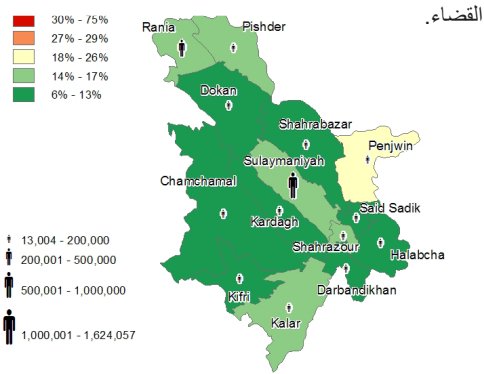 القضاء.
30% - 75%
27% - 29%
18% - 26%
14% - 17%
6% - 13%
Rania
Pishder
Dokan
Shahrabazar
Penjwin
Sulaymaniyah
Chamchamal
Said Sadik
Kardagh
Shahrazour
Halabcha
Darbandikhan
Kifri
Kalar
13,004 - 200,000
200,001 - 500,000
500,001 - 1,000,000
1,000,001 - 1,624,057